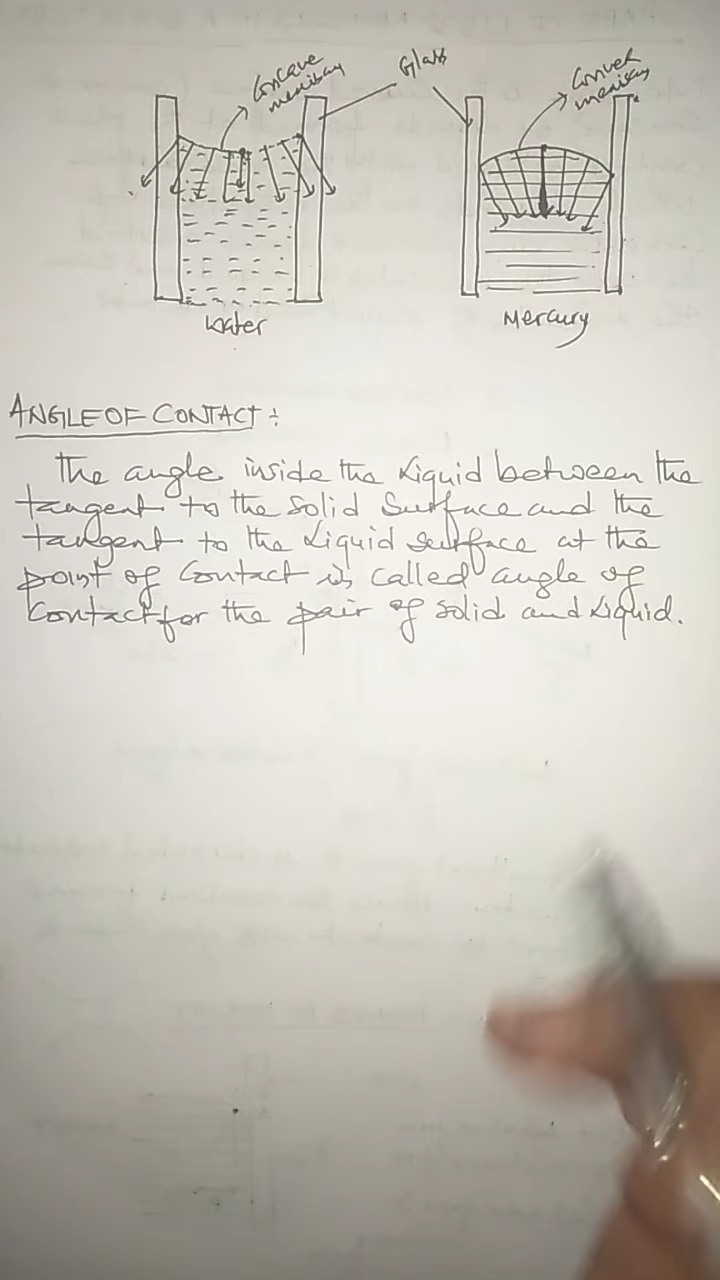 Concave
meniscus
Glass
Convex
meniscus
Water
Mercury
ANGLE OF CONTACT :
The angle inside the Liquid between the
tangent to the solid Surface and the
tangent to the Liquid surface at the
point of Contact is called angle of
Contact for the pair of solid and Liquid.